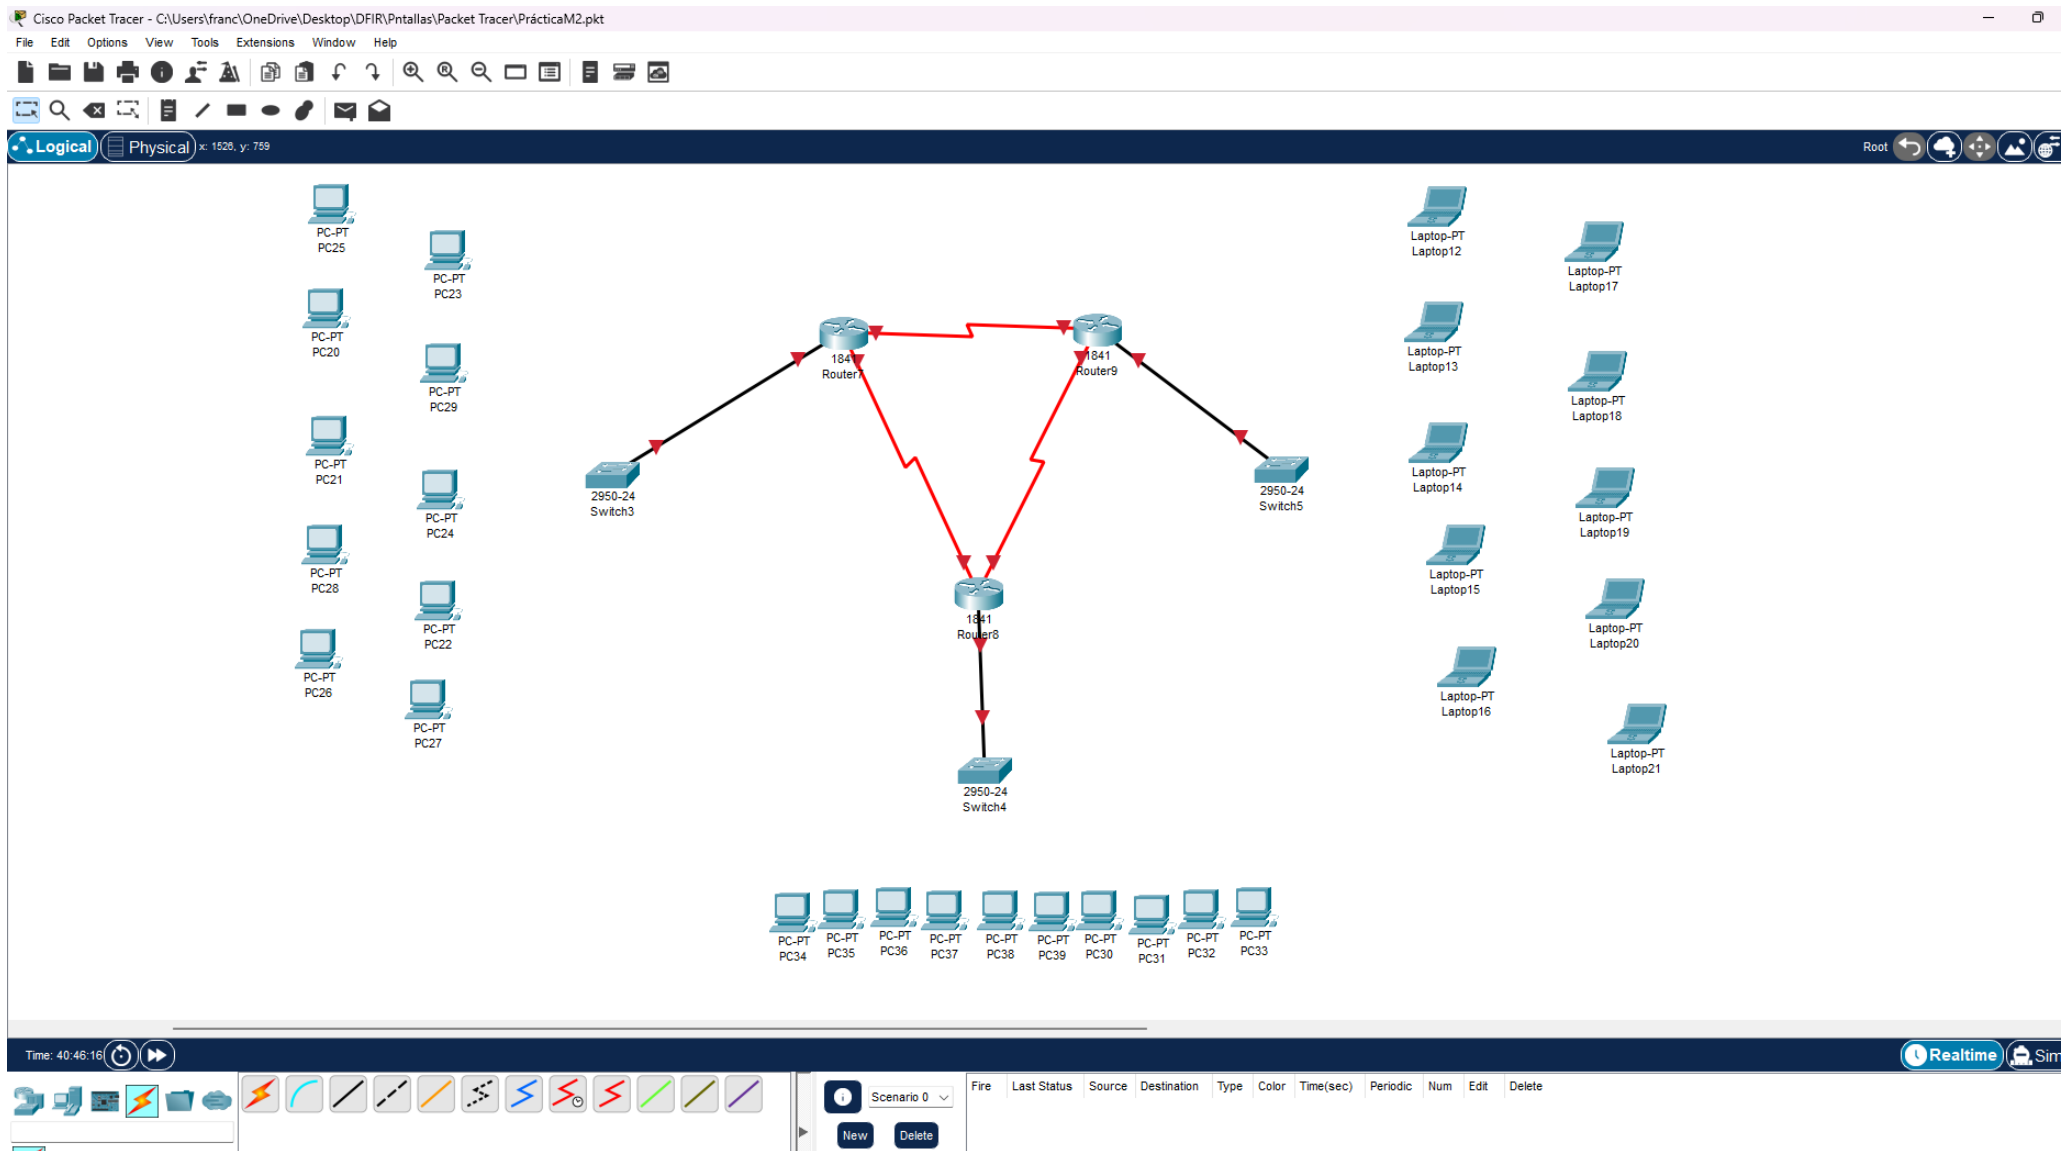 Cisco Packet Tracer - C:\Users\franc\OneDrive\Desktop\DFIR\Pntallas\Packet Tracer\PrácticaM2.pkt
File Edit Options View Tools Extensions Window Help
Logical Physical x: 1526, y: 759 Root
PC-PT
PC25
PC-PT
PC23
PC-PT
PC20
PC-PT
PC29
PC-PT
PC21
PC-PT
PC24
PC-PT
PC28
PC-PT
PC22
PC-PT
PC26
PC-PT
PC27
1841
Router7
1841
Router9
2950-24
Switch3
2950-24
Switch5
1841
Router8
2950-24
Switch4
Laptop-PT
Laptop12
Laptop-PT
Laptop17
Laptop-PT
Laptop13
Laptop-PT
Laptop18
Laptop-PT
Laptop14
Laptop-PT
Laptop19
Laptop-PT
Laptop15
Laptop-PT
Laptop20
Laptop-PT
Laptop16
Laptop-PT
Laptop21
PC-PT
PC34
PC-PT
PC35
PC-PT
PC36
PC-PT
PC37
PC-PT
PC38
PC-PT
PC39
PC-PT
PC30
PC-PT
PC31
PC-PT
PC32
PC-PT
PC33
Time: 40:46:16 Realtime Sim
Scenario 0
New Delete
Fire Last Status Source Destination Type Color Time(sec) Periodic Num Edit Delete